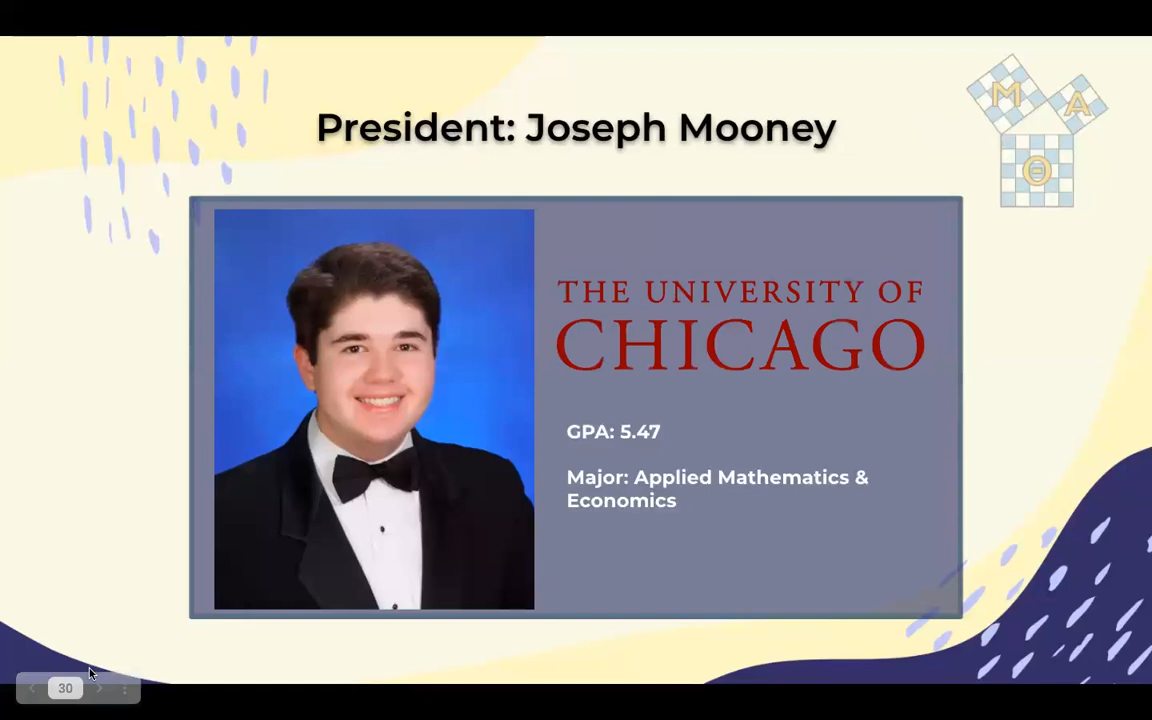 President: Joseph Mooney
M
A
Θ
THE UNIVERSITY OF
CHICAGO
GPA: 5.47
Major: Applied Mathematics &
Economics
30